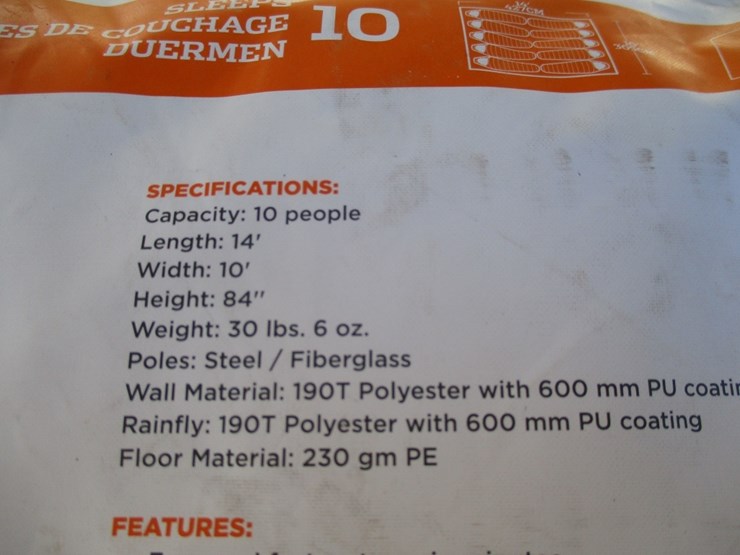 SLEEPS
ES DE COUCHAGE
DUERMEN
10
14'
427CM
SPECIFICATIONS:
Capacity: 10 people
Length: 14'
Width: 10'
Height: 84"
Weight: 30 lbs. 6 oz.
Poles: Steel / Fiberglass
Wall Material: 190T Polyester with 600 mm PU coatin
Rainfly: 190T Polyester with 600 mm PU coating
Floor Material: 230 gm PE
FEATURES: